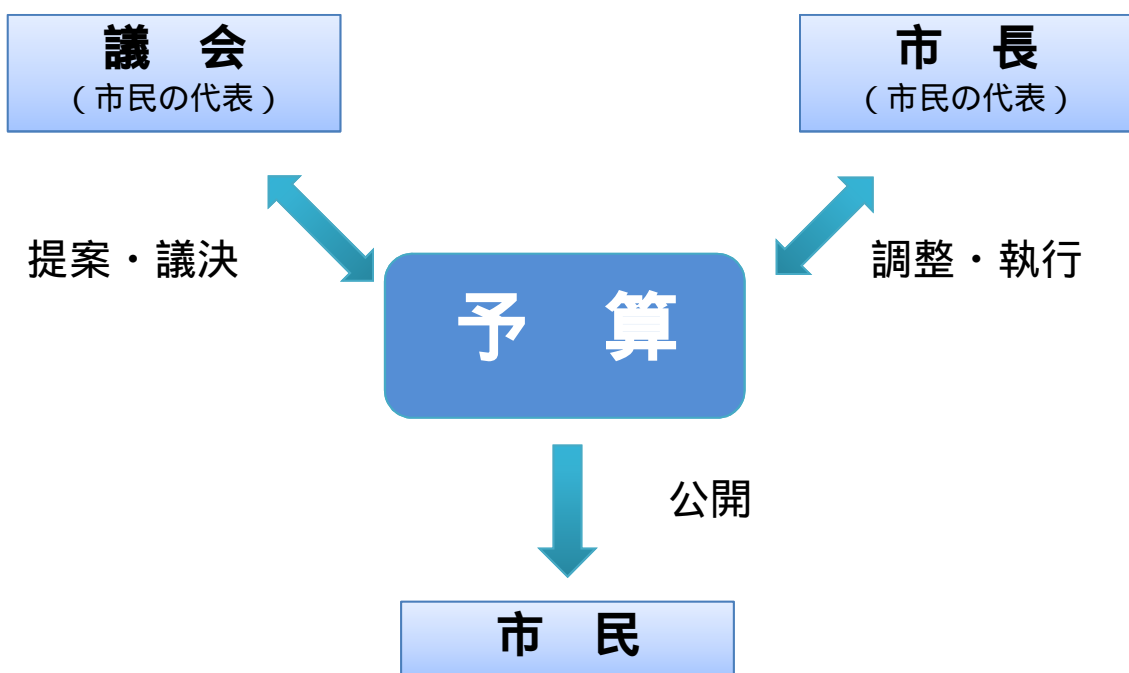 議　会
（市民の代表）
市　長
（市民の代表）
提案・議決
調整・執行
予　算
公開
市　民